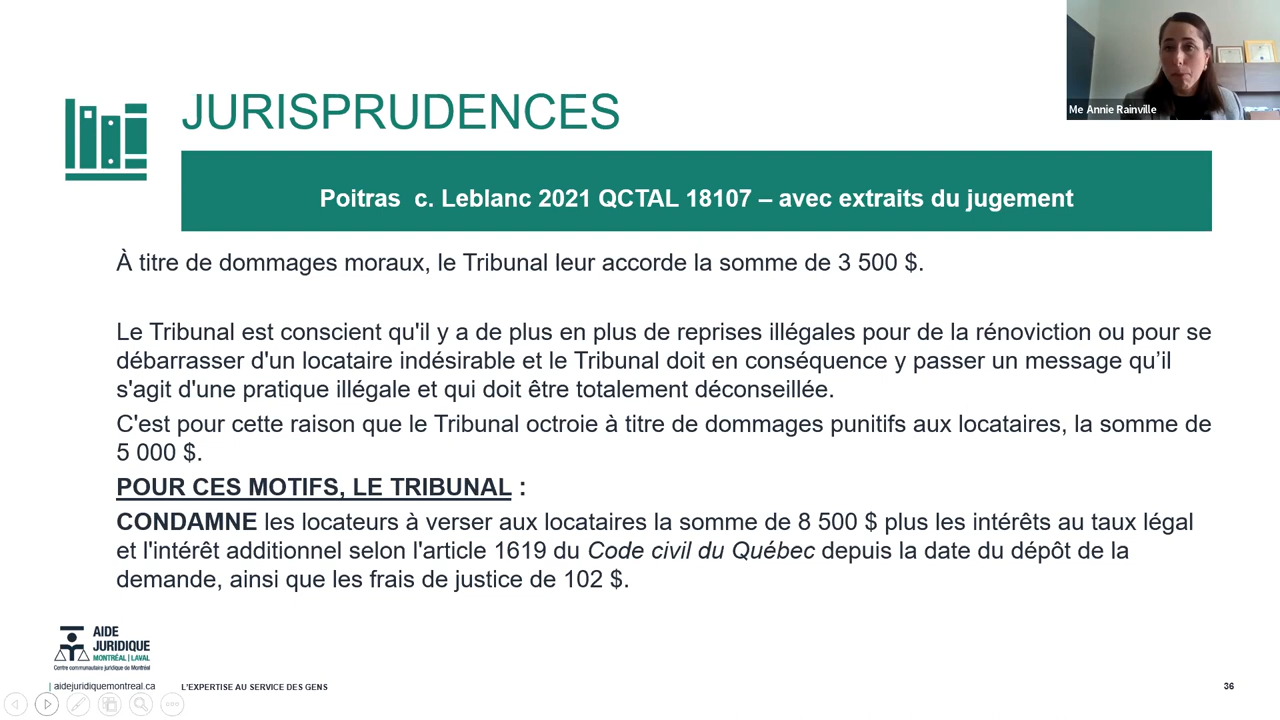 Me Annie Rainville
JURISPRUDENCES
Poitras c. Leblanc 2021 QCTAL 18107 – avec extraits du jugement
À titre de dommages moraux, le Tribunal leur accorde la somme de 3 500 $.
Le Tribunal est conscient qu'il y a de plus en plus de reprises illégales pour de la rénoviction ou pour se
débarrasser d'un locataire indésirable et le Tribunal doit en conséquence y passer un message qu’il
s'agit d'une pratique illégale et qui doit être totalement déconseillée.
C'est pour cette raison que le Tribunal octroie à titre de dommages punitifs aux locataires, la somme de
5 000 $.
POUR CES MOTIFS, LE TRIBUNAL :
CONDAMNE les locateurs à verser aux locataires la somme de 8 500 $ plus les intérêts au taux légal
et l'intérêt additionnel selon l'article 1619 du Code civil du Québec depuis la date du dépôt de la
demande, ainsi que les frais de justice de 102 $.
AIDE
JURIDIQUE
MONTRÉAL | LAVAL
Centre communautaire juridique de Montréal
| aidejuridiquemontreal.ca
L'EXPERTISE AU SERVICE DES GENS
36